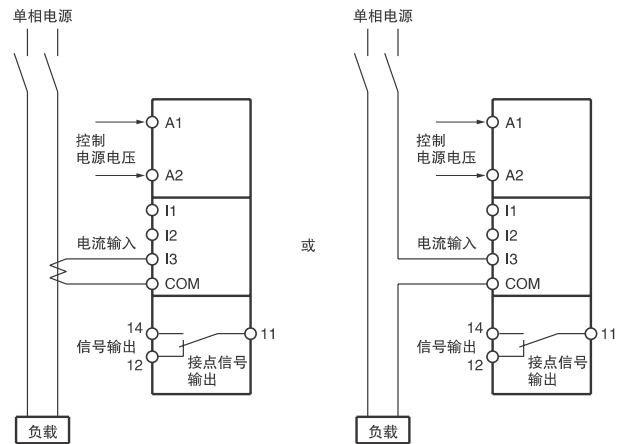 单相电源
A1
控制
电源电压
A2
I1
I2
电流输入
I3
COM
14
信号输出
12
11
接点信号
输出
负载
或
单相电源
A1
控制
电源电压
A2
I1
I2
电流输入
I3
COM
14
信号输出
12
11
接点信号
输出
负载